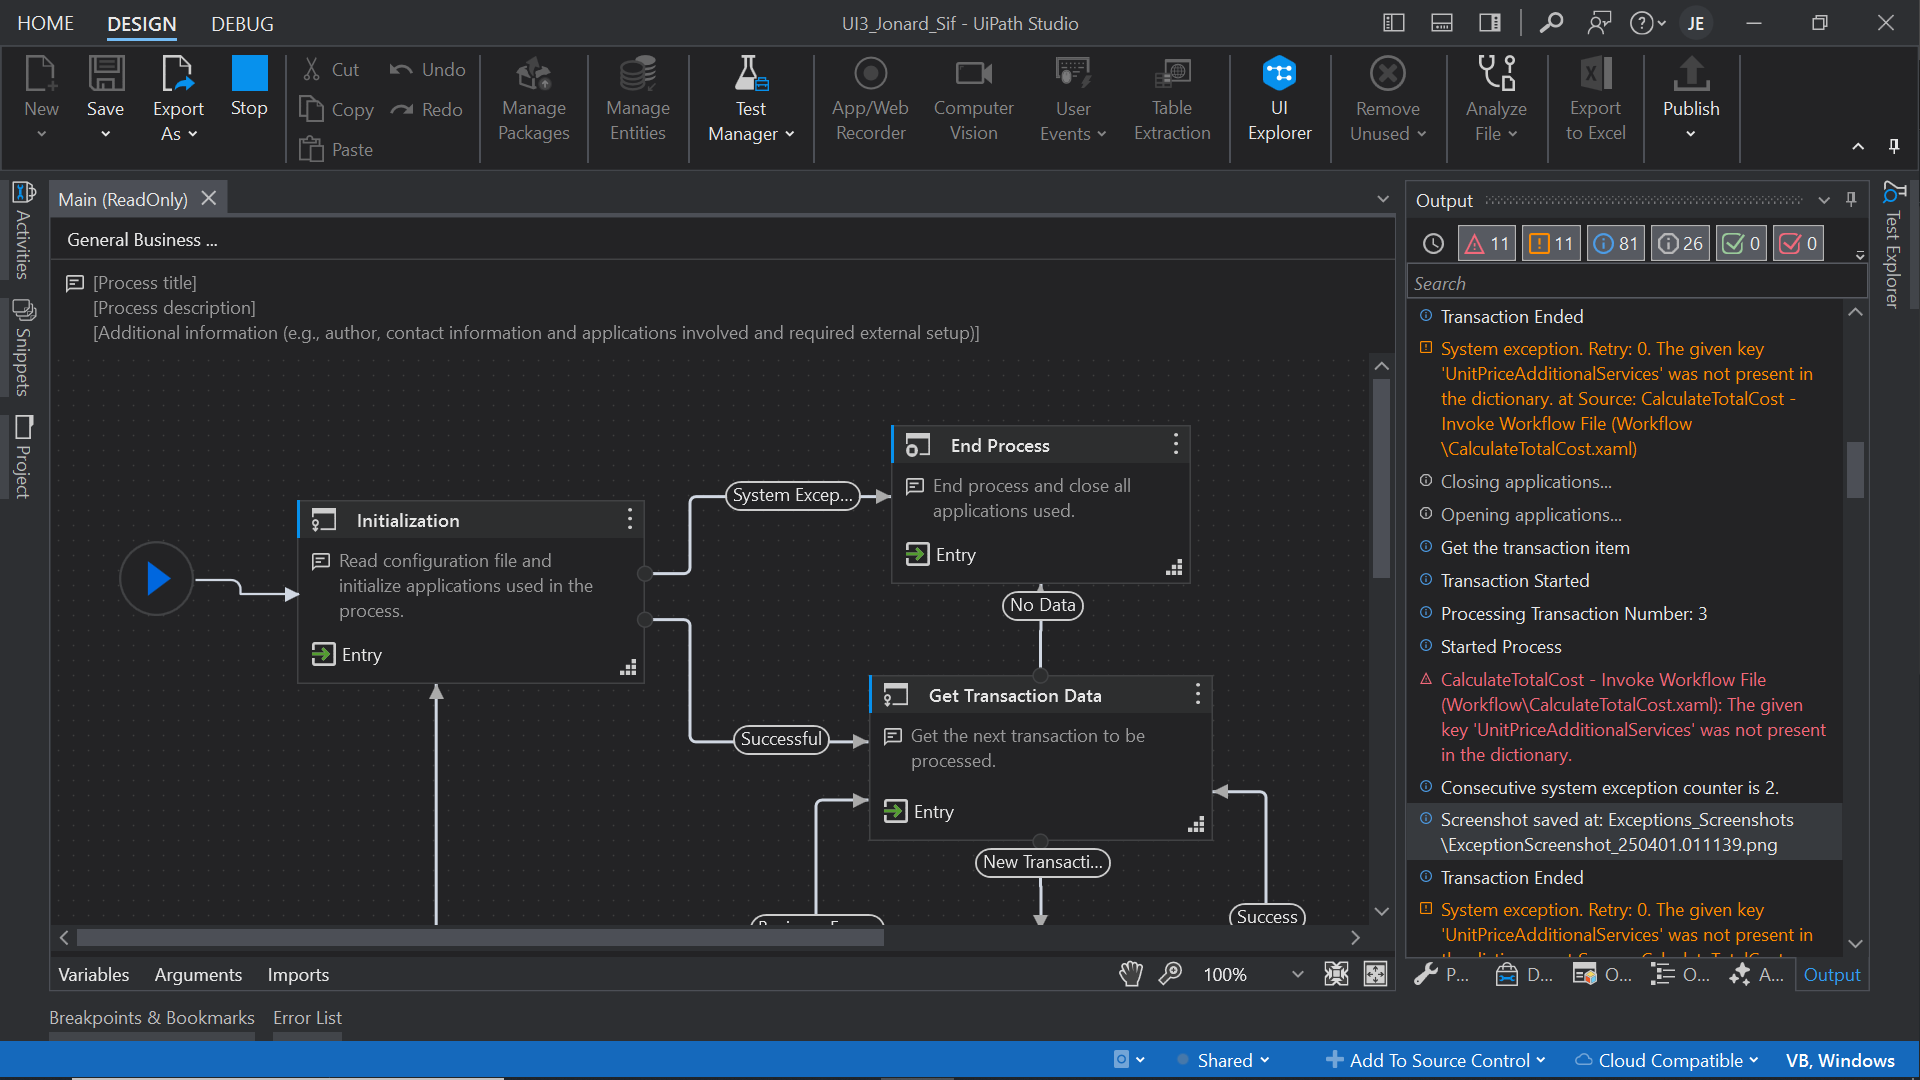 HOME DESIGN DEBUG
UI3_Jonard_Sif - UiPath Studio
JE
New
Save
Export
As
Stop
Cut
Copy
Paste
Undo
Redo
Manage
Packages
Manage
Entities
Test
Manager
App/Web
Recorder
Computer
Vision
User
Events
Table
Extraction
UI
Explorer
Remove
Unused
Analyze
File
Export
to Excel
Publish
Activities
Snippets
Project
Main (ReadOnly)
General Business ...
[Process title]
[Process description]
[Additional information (e.g., author, contact information and applications involved and required external setup)]
Initialization
Read configuration file and
initialize applications used in the
process.
Entry
System Excep...
End Process
End process and close all
applications used.
Entry
No Data
Successful
Get Transaction Data
Get the next transaction to be
processed.
Entry
New Transacti...
Success
Variables Arguments Imports
100%
Output
11 11 81 26 0 0
Search
Transaction Ended
System exception. Retry: 0. The given key
'UnitPriceAdditionalServices' was not present in
the dictionary. at Source: CalculateTotalCost -
Invoke Workflow File (Workflow
\CalculateTotalCost.xaml)
Closing applications...
Opening applications...
Get the transaction item
Transaction Started
Processing Transaction Number: 3
Started Process
CalculateTotalCost - Invoke Workflow File
(Workflow\CalculateTotalCost.xaml): The given
key 'UnitPriceAdditionalServices' was not present
in the dictionary.
Consecutive system exception counter is 2.
Screenshot saved at: Exceptions_Screenshots
\ExceptionScreenshot_250401.011139.png
Transaction Ended
System exception. Retry: 0. The given key
'UnitPriceAdditionalServices' was not present in
P... D... O... O... A... Output
Test Explorer
Breakpoints & Bookmarks Error List
Shared
Add To Source Control
Cloud Compatible
VB, Windows